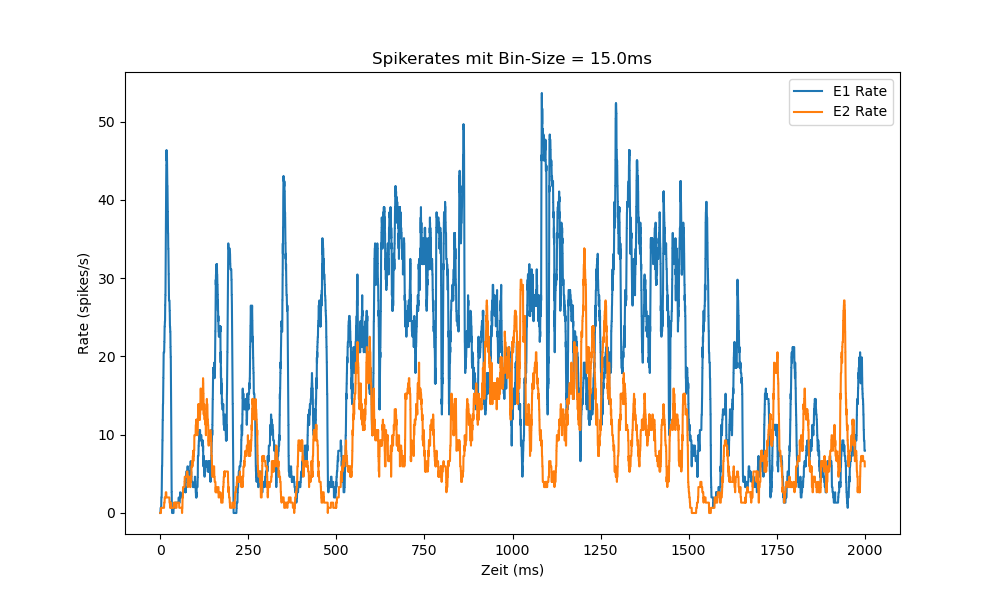 Spikerates mit Bin-Size = 15.0ms
E1 Rate
E2 Rate
Rate (spikes/s)
50
40
30
20
10
0
0 250 500 750 1000 1250 1500 1750 2000
Zeit (ms)